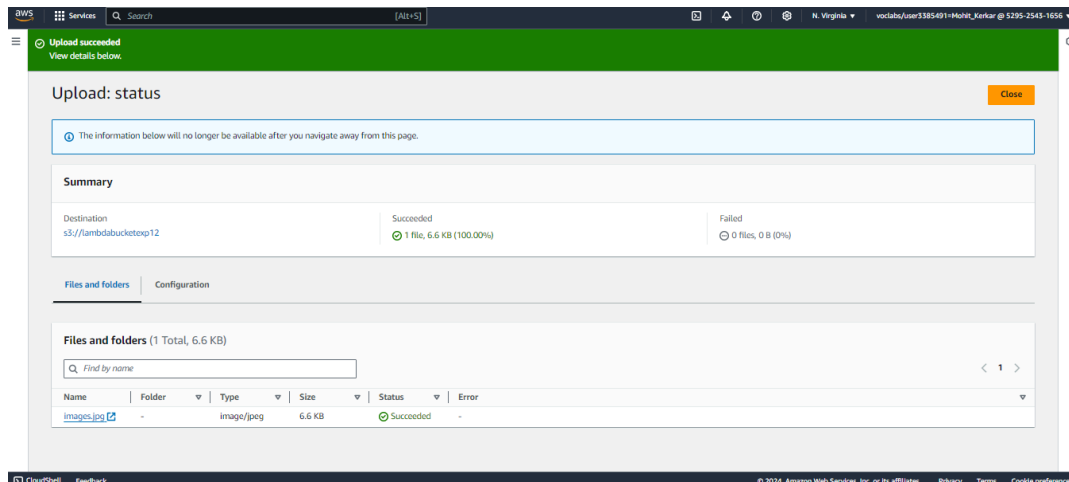 aws Services Search [Alt+S] N. Virginia voclabs/user3385491=Mohit_Kerkar @ 5295-2543-1656
Upload succeeded
View details below.
Upload: status Close
The information below will no longer be available after you navigate away from this page.
Summary
Destination Succeeded Failed
s3://lambdabucketexp12 1 file, 6.6 KB (100.00%) 0 files, 0 B (0%)
Files and folders Configuration
Files and folders (1 Total, 6.6 KB)
Find by name 1
Name Folder Type Size Status Error
images.jpg - image/jpeg 6.6 KB Succeeded -
CloudShell Feedback © 2024, Amazon Web Services, Inc. or its affiliates. Privacy Terms Cookie preferences